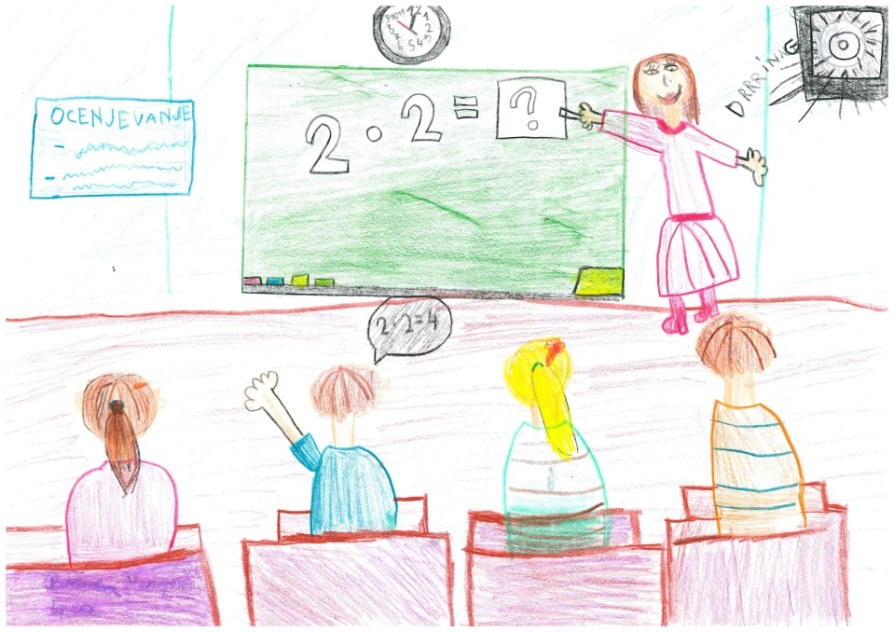 OCENJEVANJE
2 · 2 = ?
DRRRiNG
2·2=4